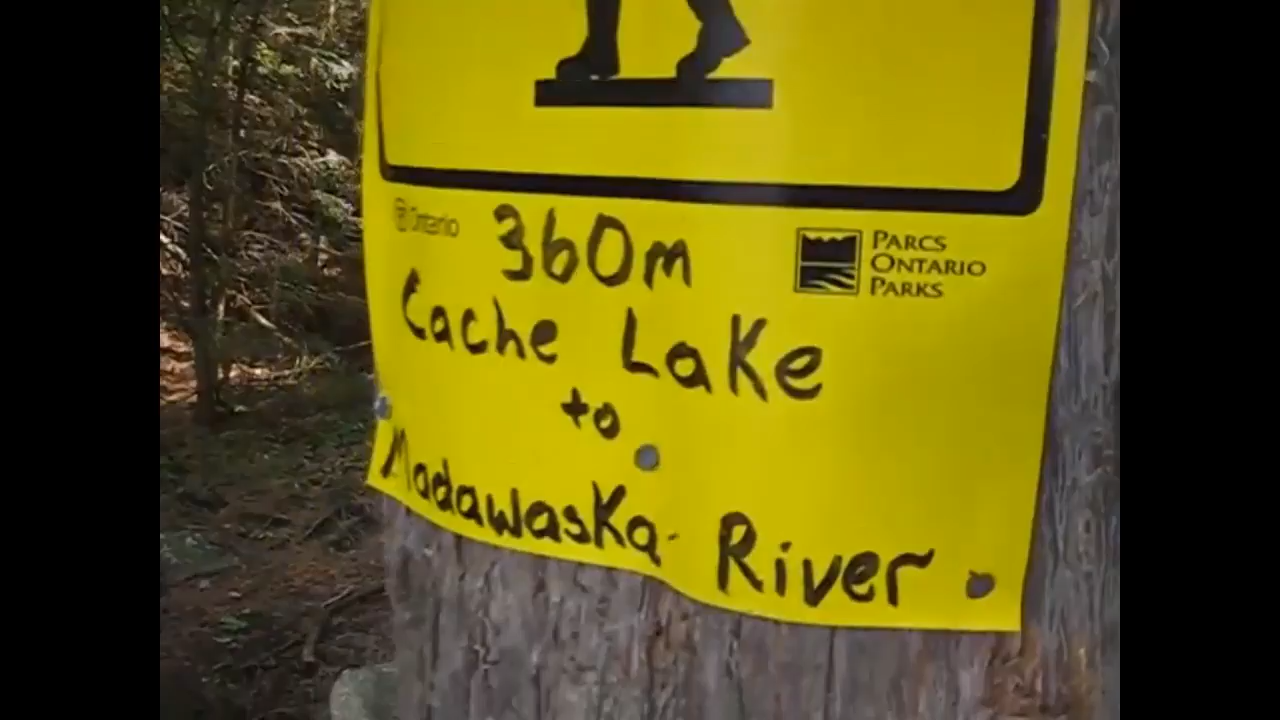 Ontario
360m
PARCS
ONTARIO
PARKS
Cache Lake
to
Madawaska River